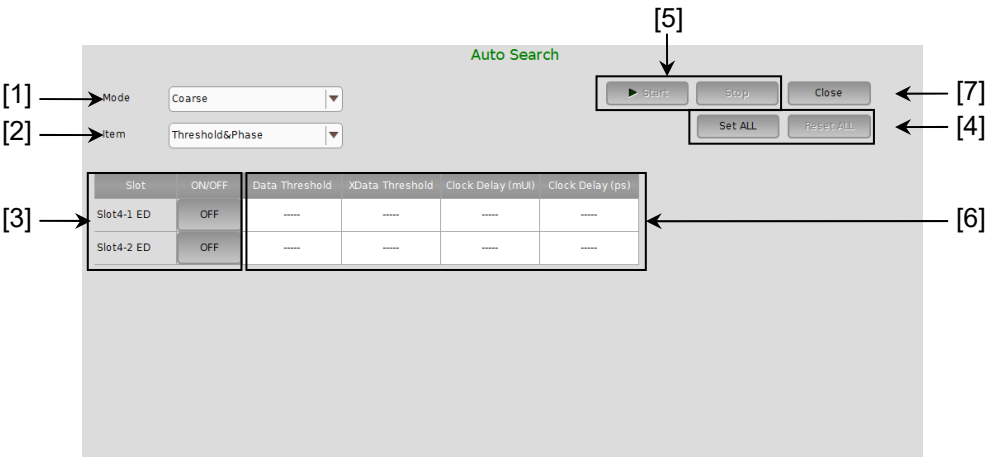 [5]
Auto Search
[1] Mode Coarse Start Stop Close [7]
[2] Item Threshold&Phase Set ALL Reset ALL [4]
Slot ON/OFF Data Threshold XData Threshold Clock Delay (mUI) Clock Delay (ps)
[3] Slot4-1 ED OFF ----- ----- ----- ----- [6]
Slot4-2 ED OFF ----- ----- ----- -----